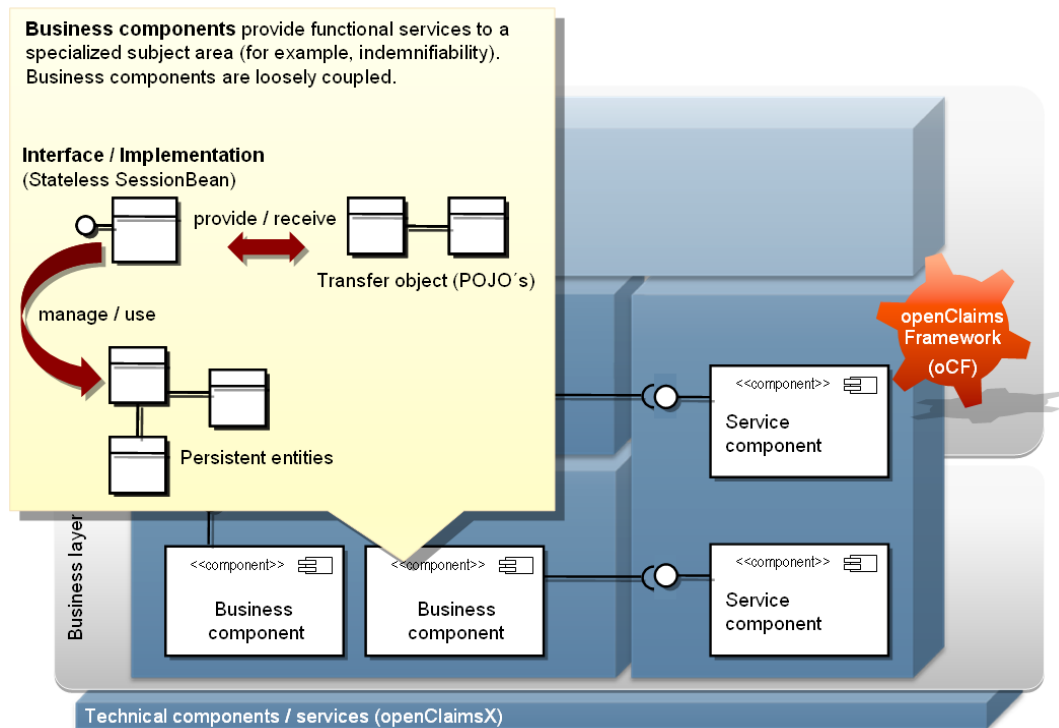 Business components provide functional services to a
specialized subject area (for example, indemnifiability).
Business components are loosely coupled.
Interface / Implementation
(Stateless SessionBean)
provide / receive
Transfer object (POJO´s)
manage / use
Persistent entities
openClaims
Framework
(oCF)
<<component>>
Service
component
Business layer
<<component>>
Business
component
<<component>>
Business
component
<<component>>
Service
component
Technical components / services (openClaimsX)